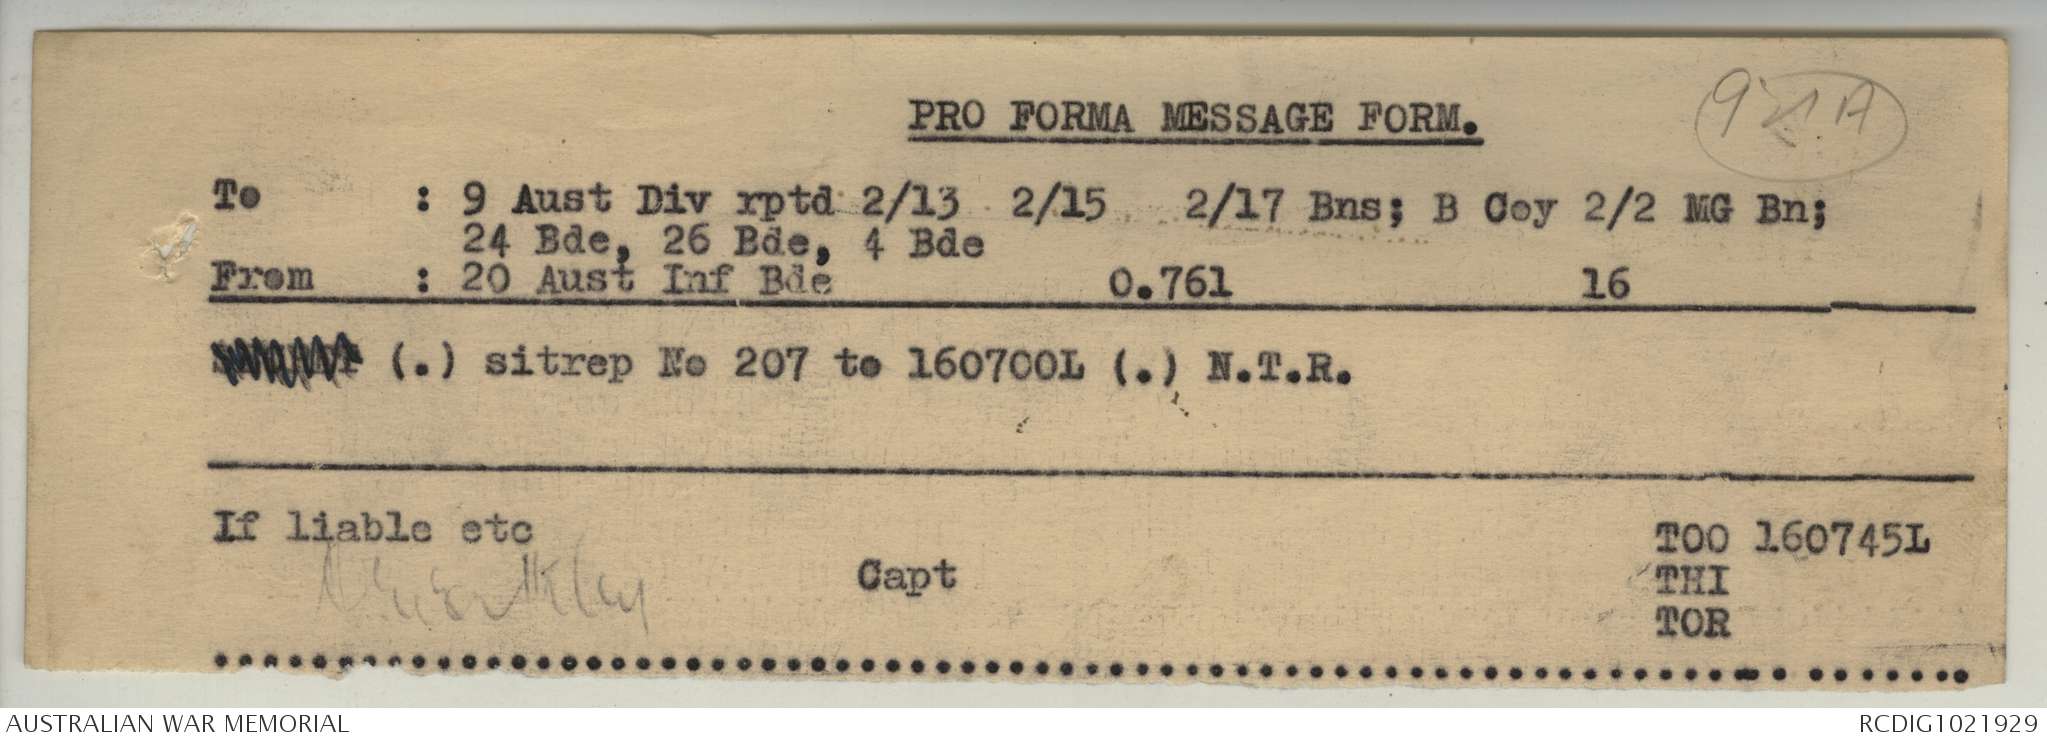 PRO FORMA MESSAGE FORM.
To : 9 Aust Div rptd 2/13 2/15 2/17 Bns; B Coy 2/2 MG Bn;
24 Bde, 26 Bde, 4 Bde
From : 20 Aust Inf Bde 0.761 16
(.) sitrep No 207 to 160700L (.) N.T.R.
If liable etc
Capt
TOO 160745L
THI
TOR
AUSTRALIAN WAR MEMORIAL
RCDIG1021929